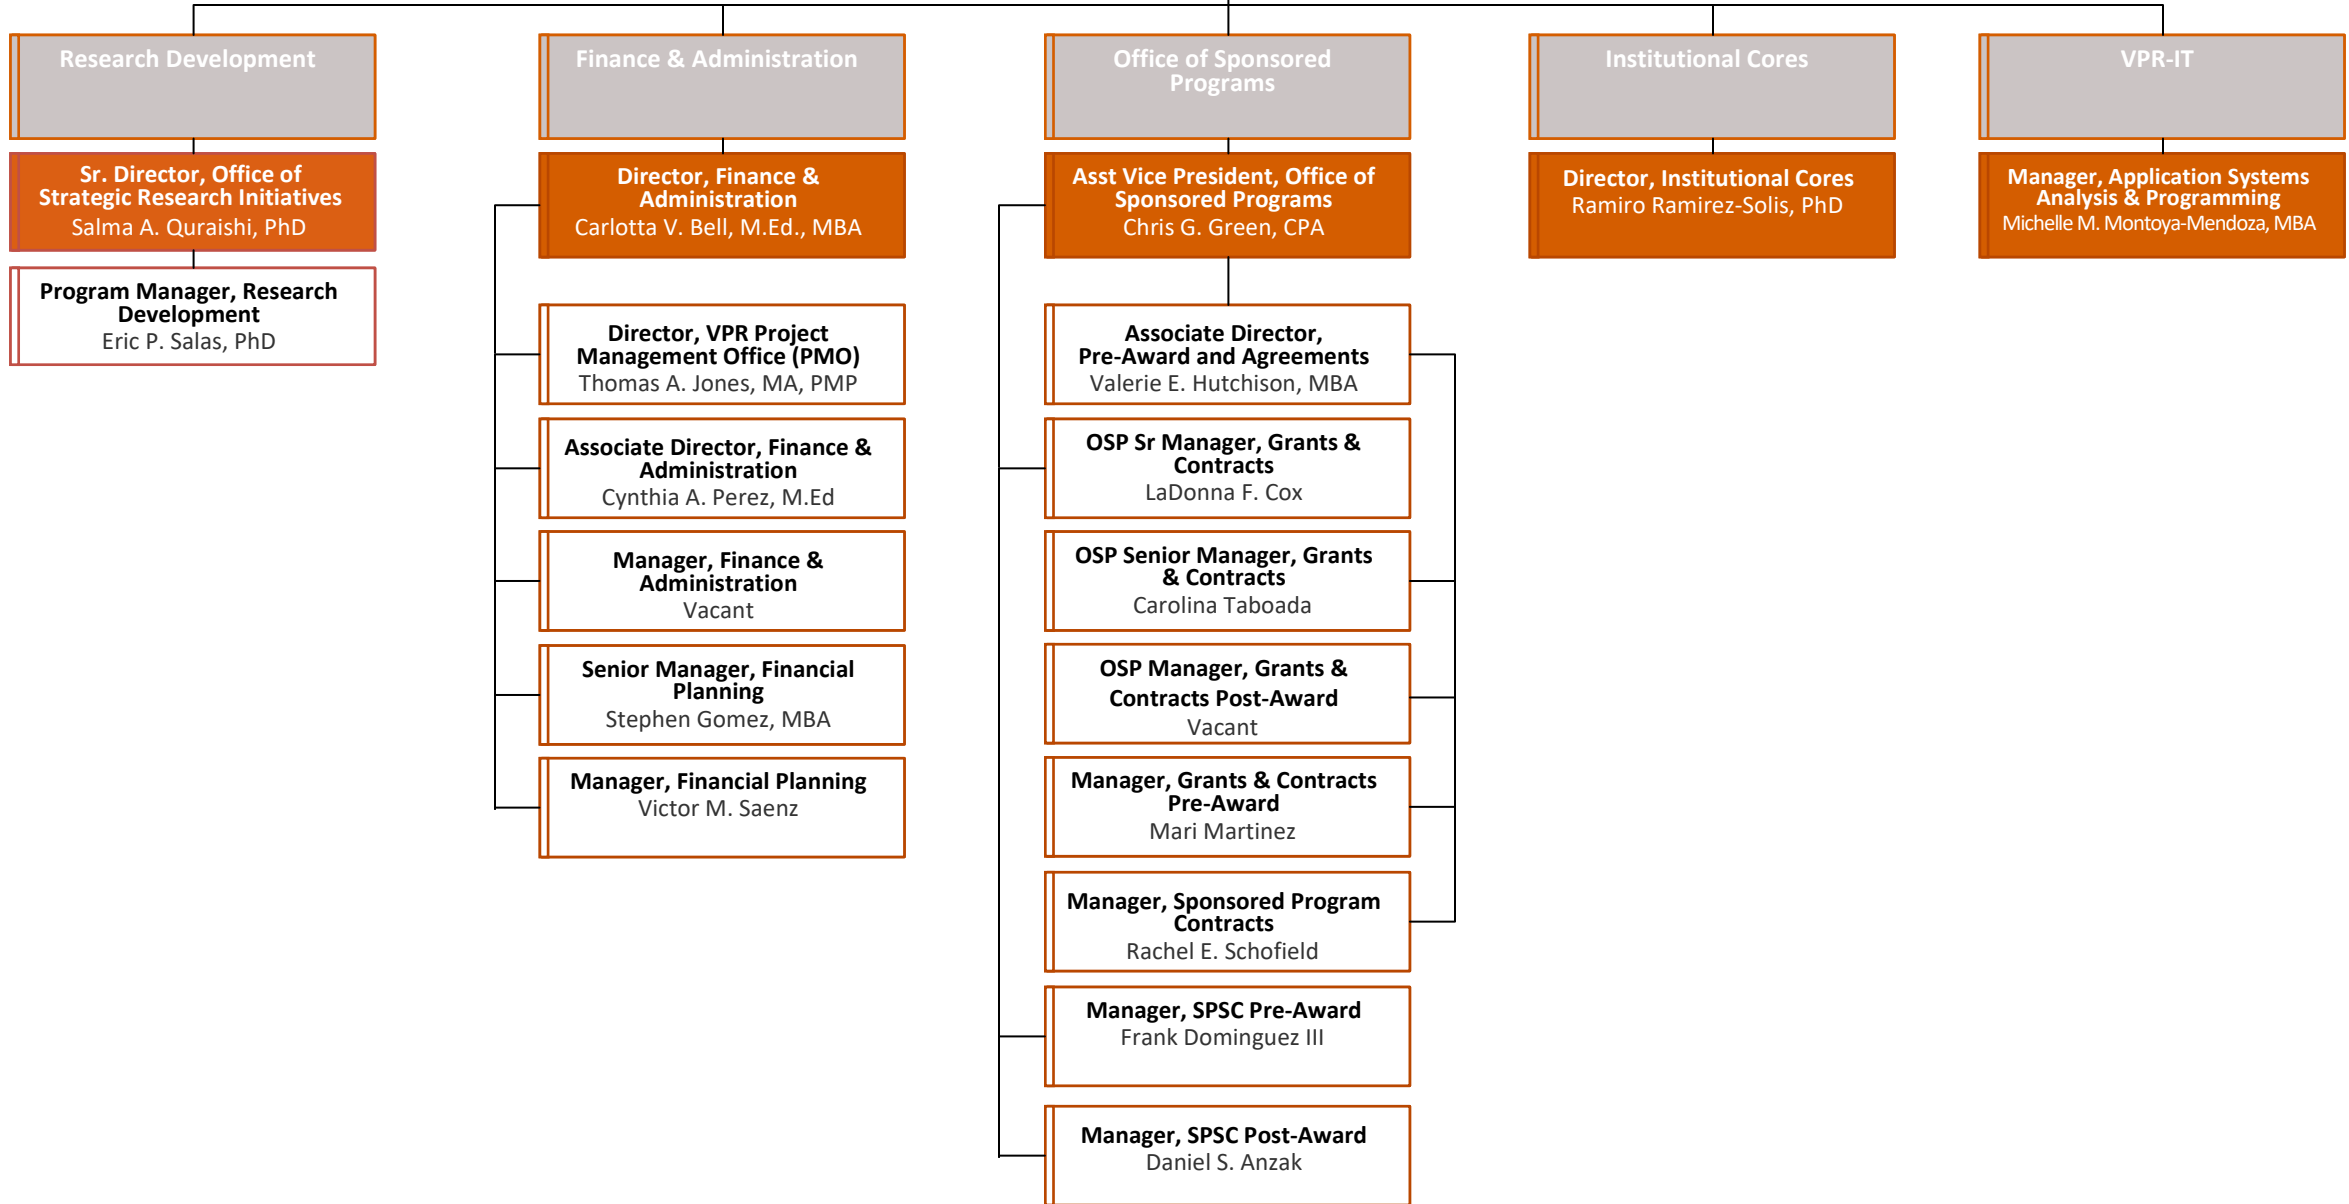 Research Development
Finance & Administration
Office of Sponsored
Programs
Institutional Cores
VPR-IT
Sr. Director, Office of
Strategic Research Initiatives
Salma A. Quraishi, PhD
Program Manager, Research
Development
Eric P. Salas, PhD
Director, Finance &
Administration
Carlotta V. Bell, M.Ed., MBA
Director, VPR Project
Management Office (PMO)
Thomas A. Jones, MA, PMP
Associate Director, Finance &
Administration
Cynthia A. Perez, M.Ed
Manager, Finance &
Administration
Vacant
Senior Manager, Financial
Planning
Stephen Gomez, MBA
Manager, Financial Planning
Victor M. Saenz
Asst Vice President, Office of
Sponsored Programs
Chris G. Green, CPA
Associate Director,
Pre-Award and Agreements
Valerie E. Hutchison, MBA
OSP Sr Manager, Grants &
Contracts
LaDonna F. Cox
OSP Senior Manager, Grants
& Contracts
Carolina Taboada
OSP Manager, Grants &
Contracts Post-Award
Vacant
Manager, Grants & Contracts
Pre-Award
Mari Martinez
Manager, Sponsored Program
Contracts
Rachel E. Schofield
Manager, SPSC Pre-Award
Frank Dominguez III
Manager, SPSC Post-Award
Daniel S. Anzak
Director, Institutional Cores
Ramiro Ramirez-Solis, PhD
Manager, Application Systems
Analysis & Programming
Michelle M. Montoya-Mendoza, MBA